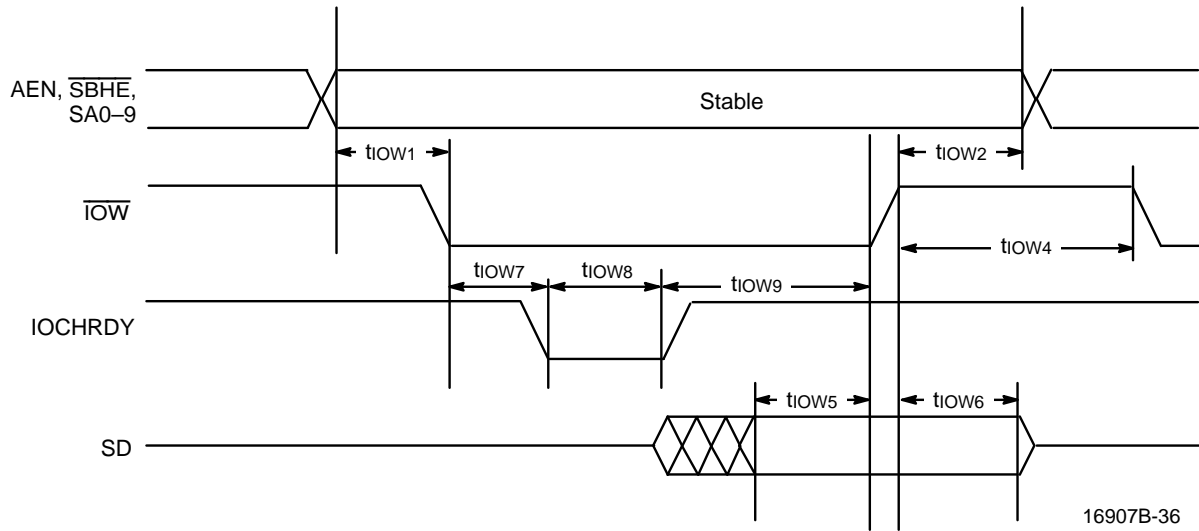 AEN, SBHE,
SA0–9
Stable
tIOW1
tIOW2
IOW
tIOW4
tIOW7
tIOW8
tIOW9
IOCHRDY
tIOW5
tIOW6
SD
16907B-36